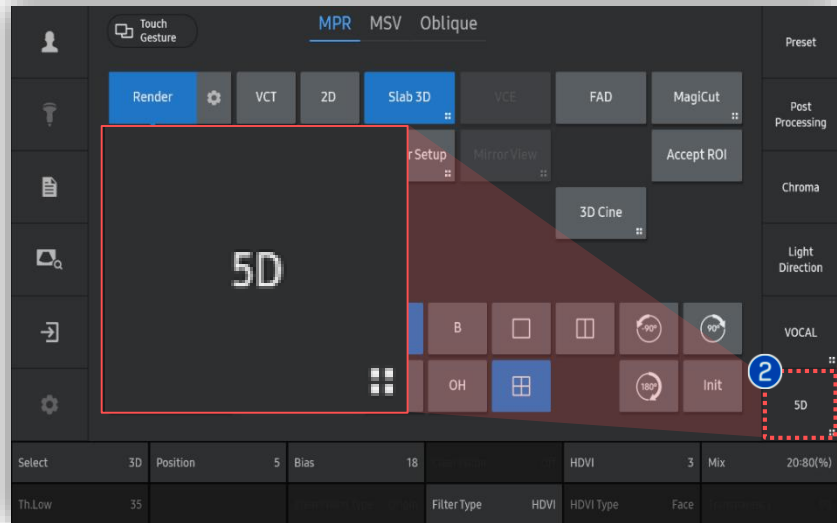 Touch
Gesture
MPR MSV Oblique
Preset
Render VCT 2D Slab 3D VCE FAD MagiCut
Post
Processing
r Setup Mirror View Accept ROI
Chroma
3D Cine
5D
Light
Direction
B -90° 90°
VOCAL
2
OH 180° Init
5D
Select 3D Position 5 Bias 18 HDVI 3 Mix 20:80(%)
Th.Low 35 Filter Type HDVI HDVI Type Face